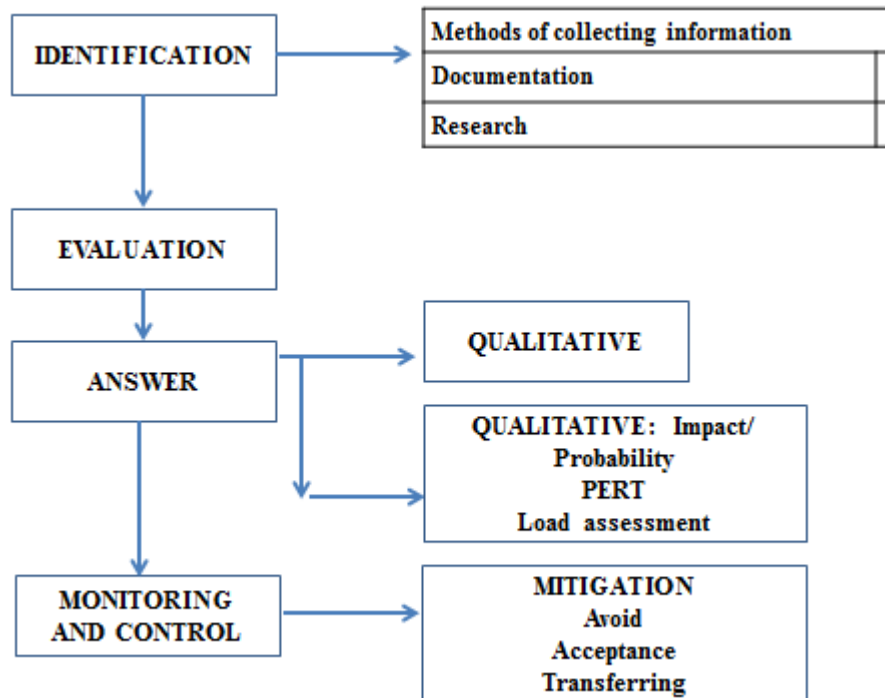 IDENTIFICATION
Methods of collecting information
Documentation
Research
EVALUATION
ANSWER
QUALITATIVE
QUALITATIVE: Impact/
Probability
PERT
Load assessment
MONITORING
AND CONTROL
MITIGATION
Avoid
Acceptance
Transferring